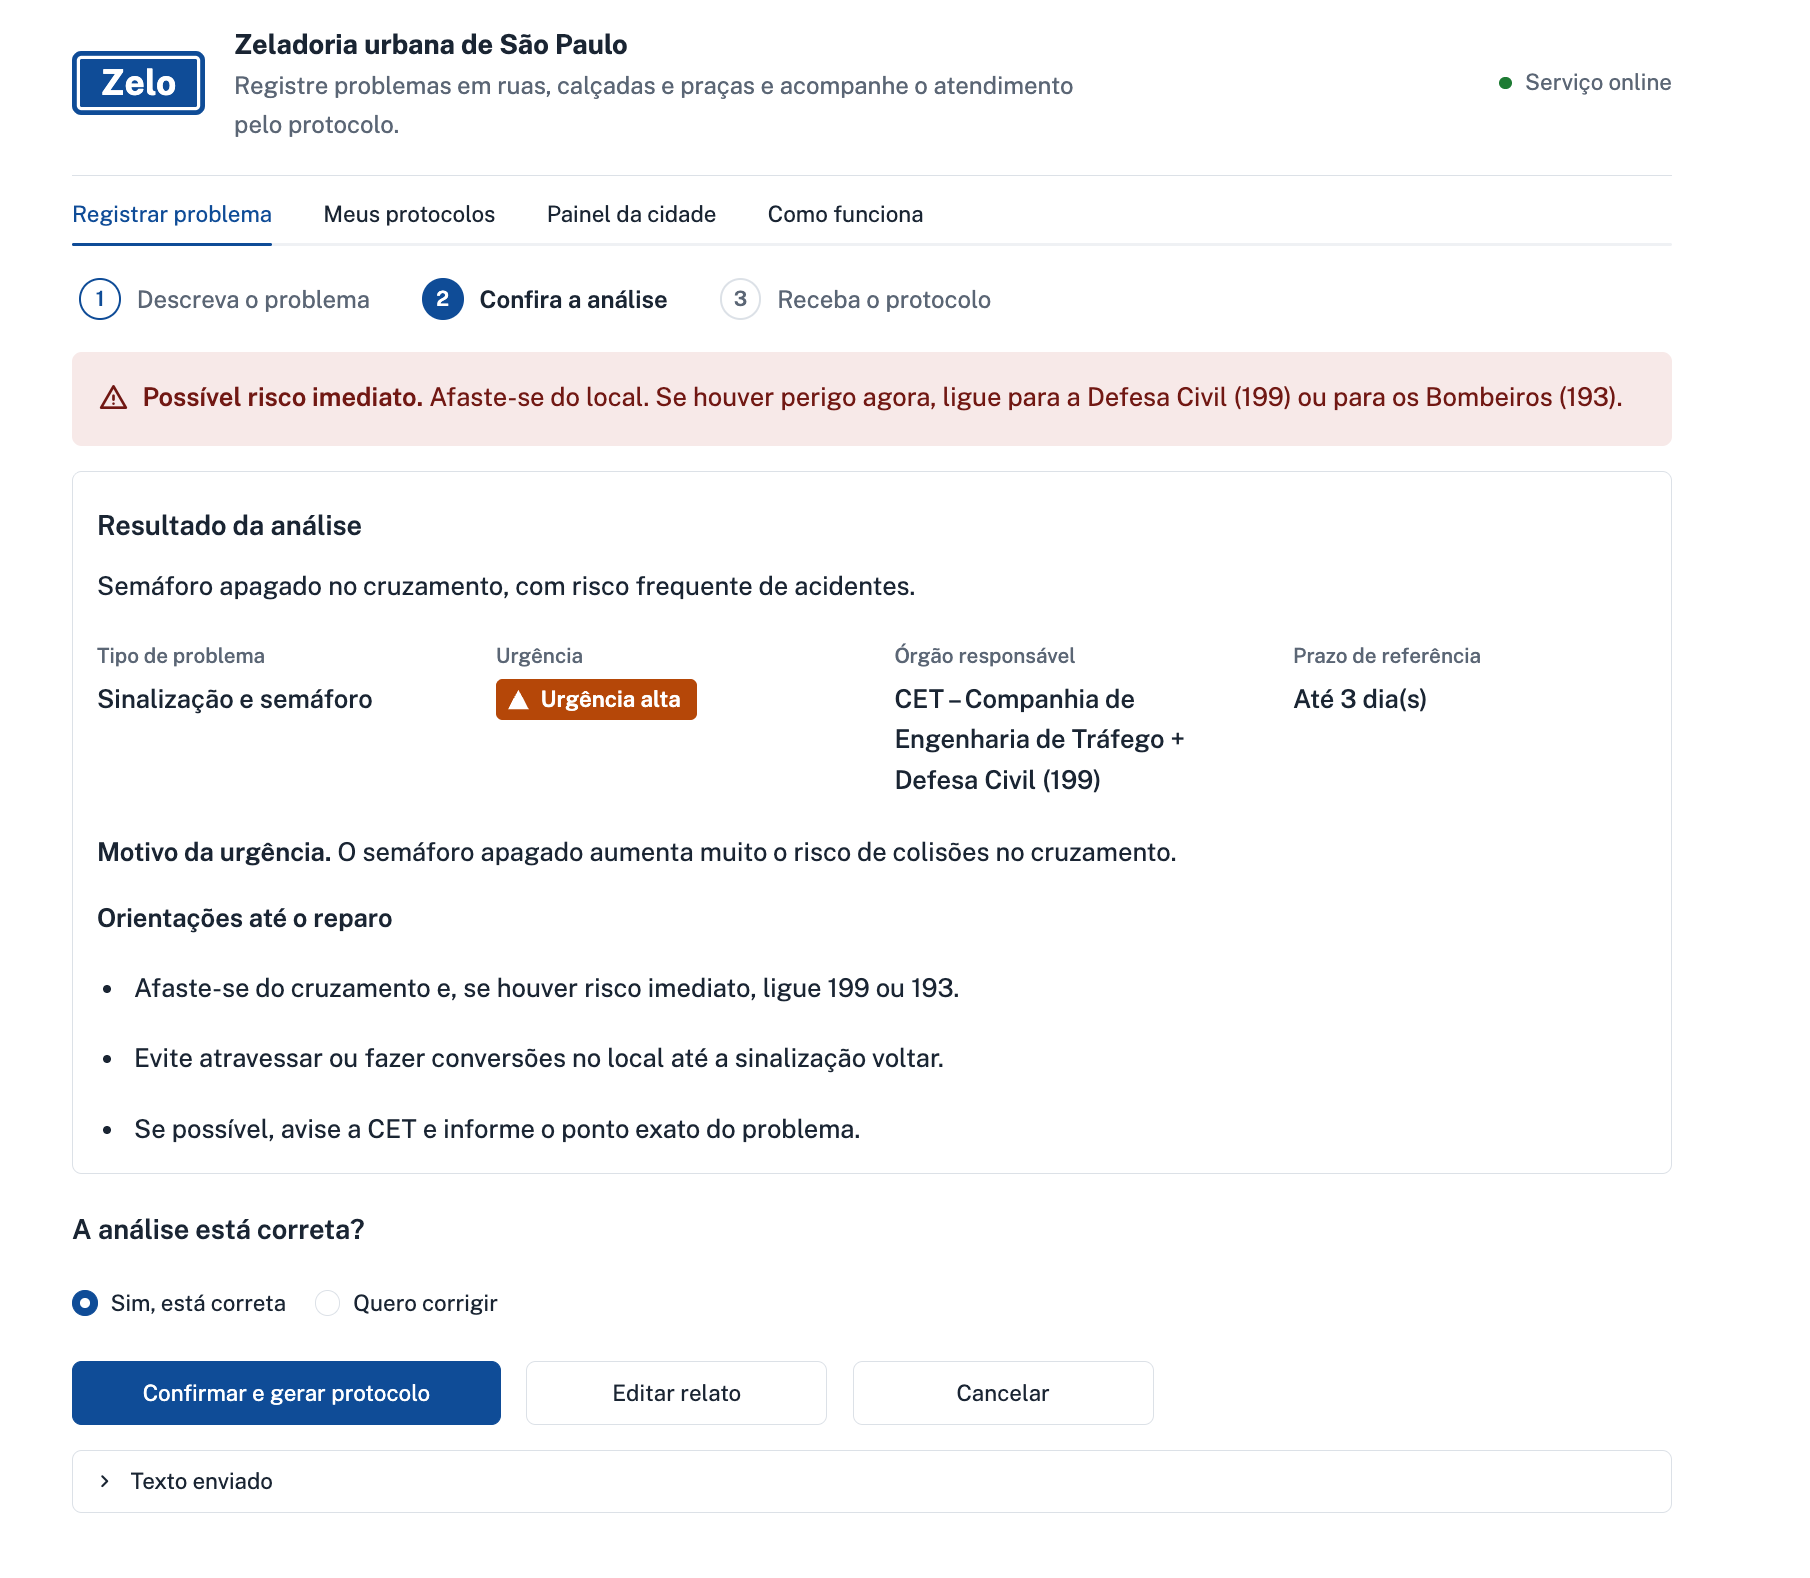 Zelo
Zeladoria urbana de São Paulo
Registre problemas em ruas, calçadas e praças e acompanhe o atendimento
pelo protocolo.
Serviço online
Registrar problema
Meus protocolos
Painel da cidade
Como funciona
1 Descreva o problema
2 Confira a análise
3 Receba o protocolo
Possível risco imediato. Afaste-se do local. Se houver perigo agora, ligue para a Defesa Civil (199) ou para os Bombeiros (193).
Resultado da análise
Semáforo apagado no cruzamento, com risco frequente de acidentes.
Tipo de problema
Sinalização e semáforo
Urgência
Urgência alta
Órgão responsável
CET – Companhia de
Engenharia de Tráfego +
Defesa Civil (199)
Prazo de referência
Até 3 dia(s)
Motivo da urgência. O semáforo apagado aumenta muito o risco de colisões no cruzamento.
Orientações até o reparo
• Afaste-se do cruzamento e, se houver risco imediato, ligue 199 ou 193.
• Evite atravessar ou fazer conversões no local até a sinalização voltar.
• Se possível, avise a CET e informe o ponto exato do problema.
A análise está correta?
Sim, está correta
Quero corrigir
Confirmar e gerar protocolo
Editar relato
Cancelar
Texto enviado